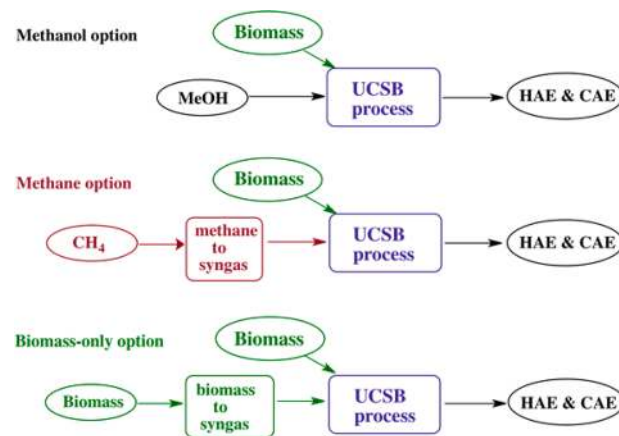 Methanol option
Biomass
MeOH
UCSB
process
HAE & CAE
Methane option
Biomass
CH₄
methane
to
syngas
UCSB
process
HAE & CAE
Biomass-only option
Biomass
Biomass
biomass
to
syngas
UCSB
process
HAE & CAE